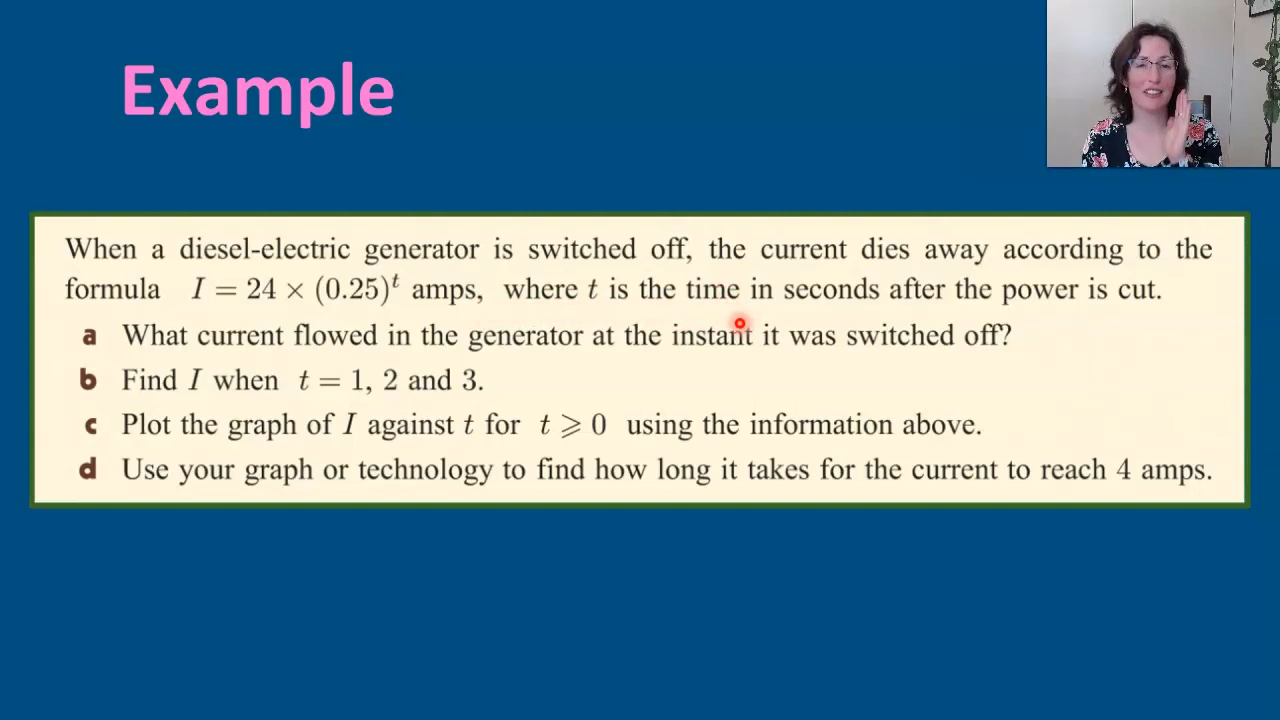 Example
When a diesel-electric generator is switched off, the current dies away according to the
formula I = 24 × (0.25)^t amps, where t is the time in seconds after the power is cut.
a What current flowed in the generator at the instant it was switched off?
b Find I when t = 1, 2 and 3.
c Plot the graph of I against t for t ⩾ 0 using the information above.
d Use your graph or technology to find how long it takes for the current to reach 4 amps.